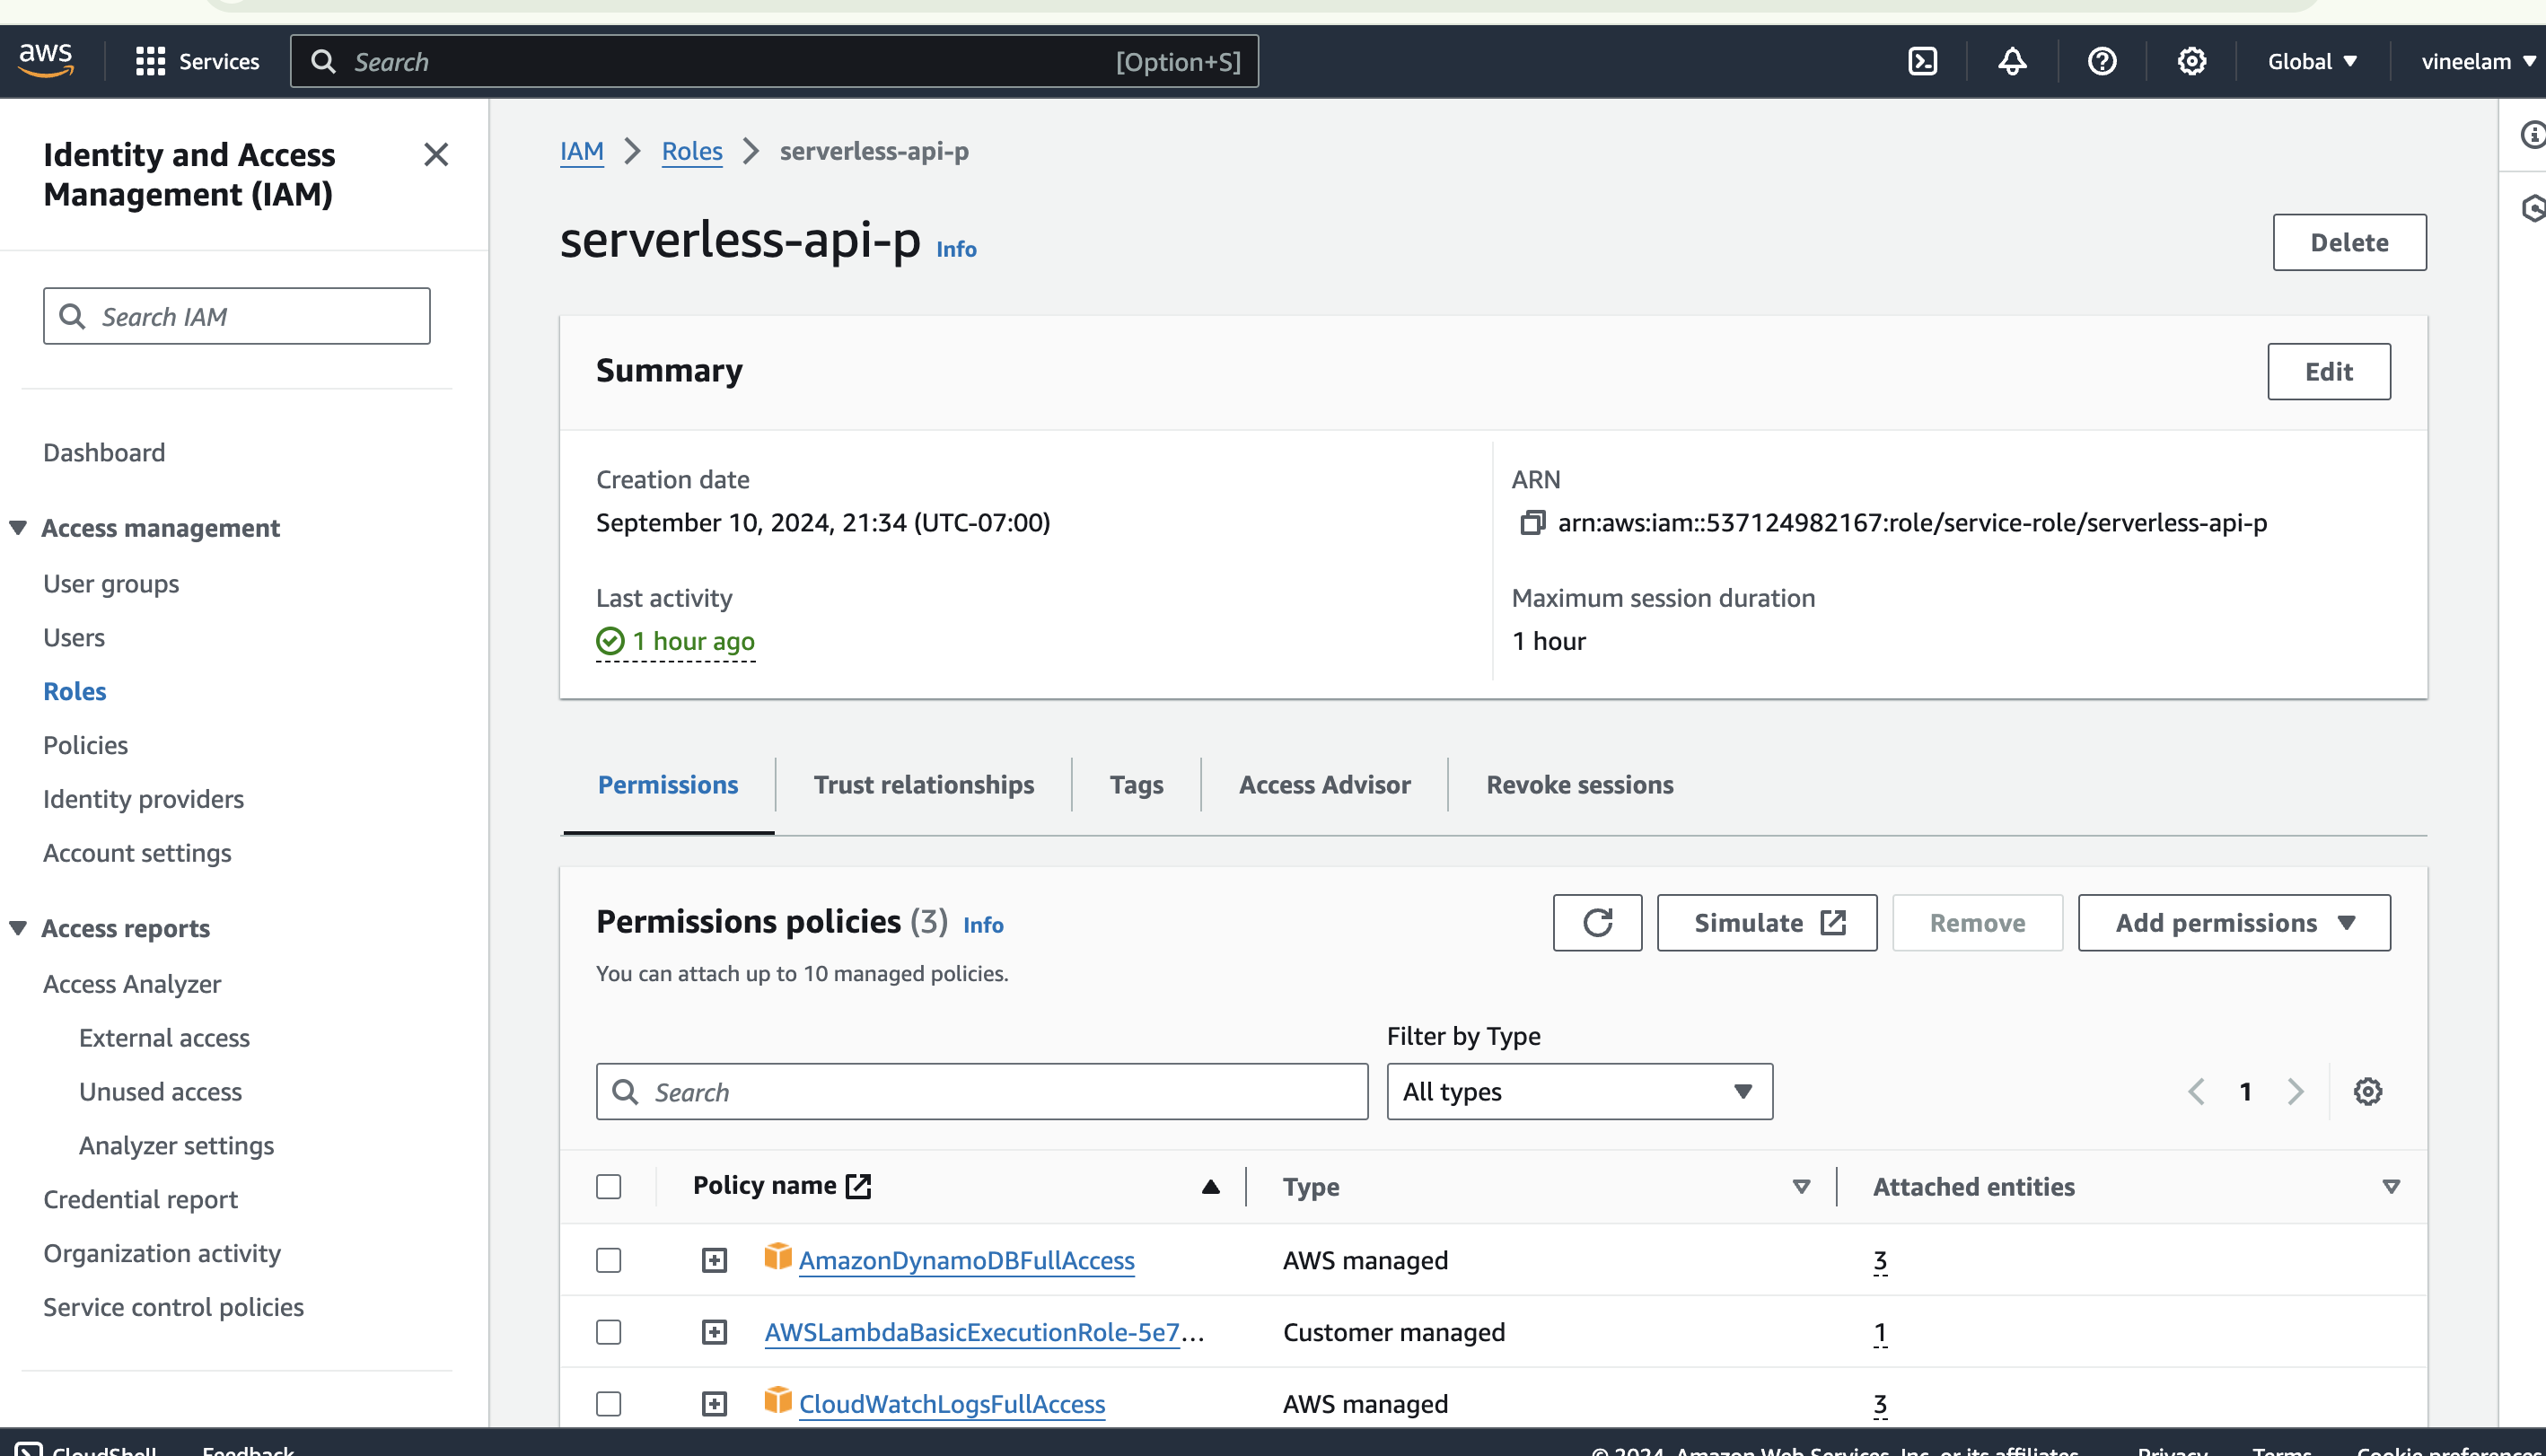 aws
Services
Search
[Option+S]
Global
vineelam
Identity and Access
Management (IAM)
Search IAM
Dashboard
Access management
User groups
Users
Roles
Policies
Identity providers
Account settings
Access reports
Access Analyzer
External access
Unused access
Analyzer settings
Credential report
Organization activity
Service control policies
IAM
Roles
serverless-api-p
serverless-api-p
Info
Delete
Summary
Edit
Creation date
September 10, 2024, 21:34 (UTC-07:00)
ARN
arn:aws:iam::537124982167:role/service-role/serverless-api-p
Last activity
1 hour ago
Maximum session duration
1 hour
Permissions
Trust relationships
Tags
Access Advisor
Revoke sessions
Permissions policies (3)
Info
You can attach up to 10 managed policies.
Simulate
Remove
Add permissions
Filter by Type
Search
All types
1
Policy name
Type
Attached entities
AmazonDynamoDBFullAccess
AWS managed
3
AWSLambdaBasicExecutionRole-5e7...
Customer managed
1
CloudWatchLogsFullAccess
AWS managed
3
CloudShell
Feedback
© 2024, Amazon Web Services, Inc. or its affiliates.
Privacy
Terms
Cookie preferences